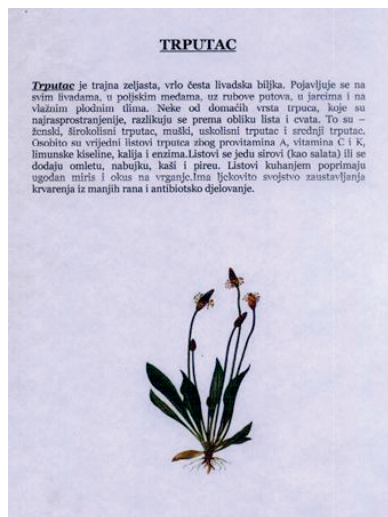 TRPUTAC
Trputac je trajna zeljasta, vrlo česta livadska biljka. Pojavljuje se na
svim livadama, u poljskim međama, uz rubove putova, u jarcima i na
vlažnim plodnim tlima. Neke od domaćih vrsta trpuca, koje su
najrasprostranjenije, razlikuju se prema obliku lista i cvata. To su –
ženski, širokolisni trputac, muški, uskolisni trputac i srednji trputac.
Osobito su vrijedni listovi trputca zbog provitamina A, vitamina C i K,
limunske kiseline, kalija i enzima.Listovi se jedu sirovi (kao salata) ili se
dodaju omletu, nabujku, kaši i pireu. Listovi kuhanjem poprimaju
ugodan miris i okus na vrganje.Ima ljekovito svojstvo zaustavljanja
krvarenja iz manjih rana i antibiotsko djelovanje.